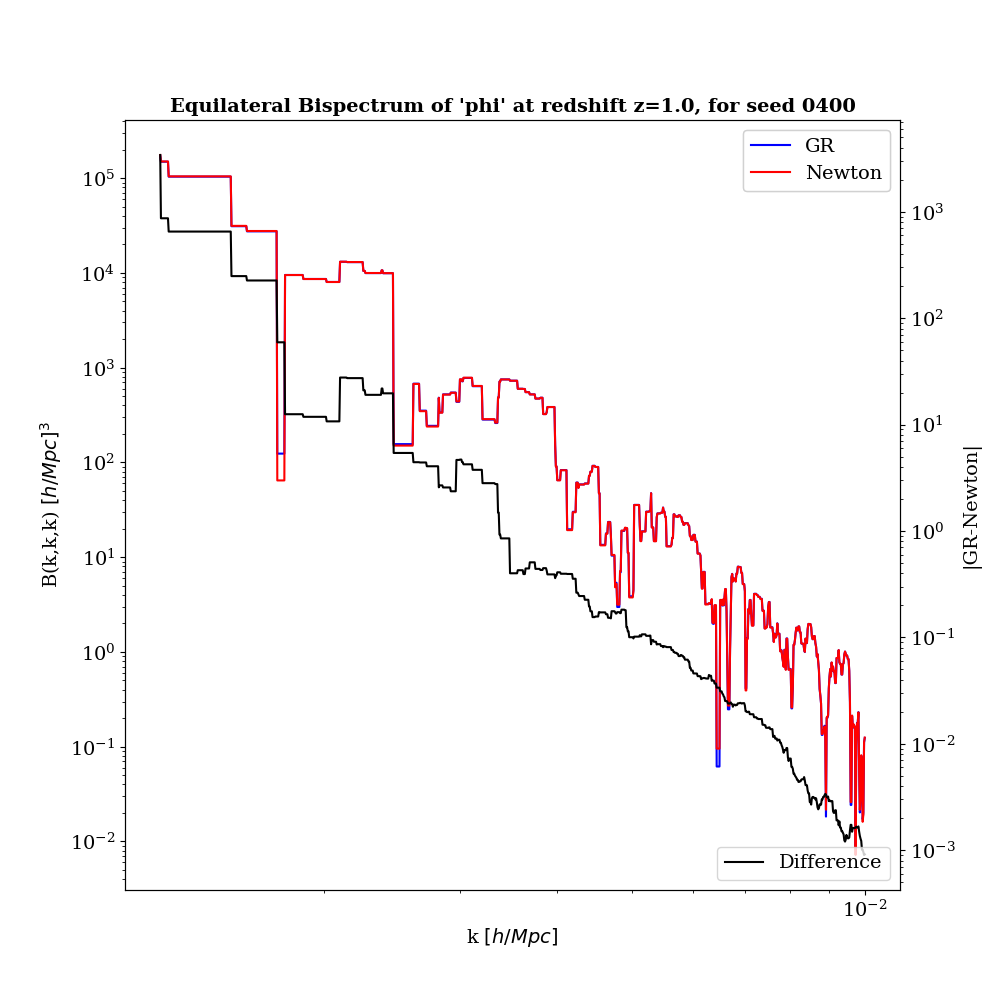 Equilateral Bispectrum of 'phi' at redshift z=1.0, for seed 0400
GR
Newton
10^5
10^4
10^3
10^2
10^1
10^0
10^-1
10^-2
B(k,k,k) [h/Mpc]^3
10^3
10^2
10^1
10^0
10^-1
10^-2
10^-3
|GR-Newton|
Difference
10^-2
k [h/Mpc]